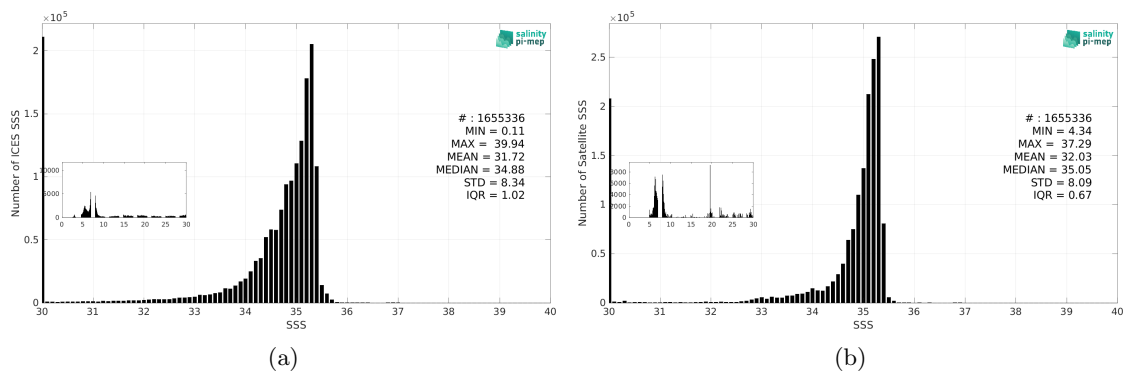 ×10⁵
2
1.5
1
0.5
0
Number of ICES SSS
salinity
pi-mep
# : 1655336
MIN = 0.11
MAX = 39.94
MEAN = 31.72
MEDIAN = 34.88
STD = 8.34
IQR = 1.02
10000
5000
0
0 5 10 15 20 25 30
30 31 32 33 34 35 36 37 38 39 40
SSS
(a)
×10⁵
2.5
2
1.5
1
0.5
0
Number of Satellite SSS
salinity
pi-mep
# : 1655336
MIN = 4.34
MAX = 37.29
MEAN = 32.03
MEDIAN = 35.05
STD = 8.09
IQR = 0.67
8000
6000
4000
2000
0
0 5 10 15 20 25 30
30 31 32 33 34 35 36 37 38 39 40
SSS
(b)